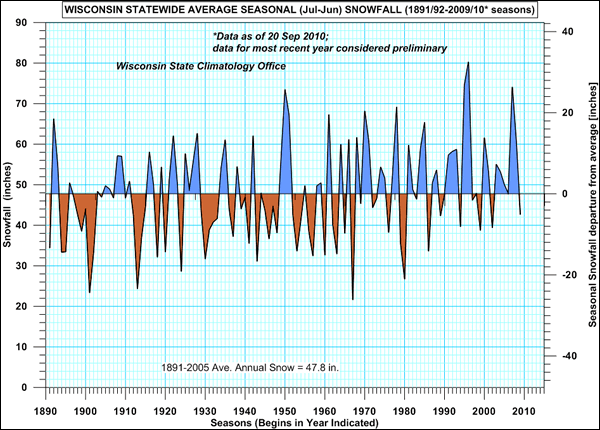 WISCONSIN STATEWIDE AVERAGE SEASONAL (Jul-Jun) SNOWFALL (1891/92-2009/10* seasons)
*Data as of 20 Sep 2010;
data for most recent year considered preliminary
Wisconsin State Climatology Office
Snowfall (inches)
90
80
70
60
50
40
30
20
10
0
40
20
0
-20
-40
Seasonal Snowfall departure from average [inches)
1891-2005 Ave. Annual Snow = 47.8 in.
1890 1900 1910 1920 1930 1940 1950 1960 1970 1980 1990 2000 2010
Seasons (Begins in Year Indicated)